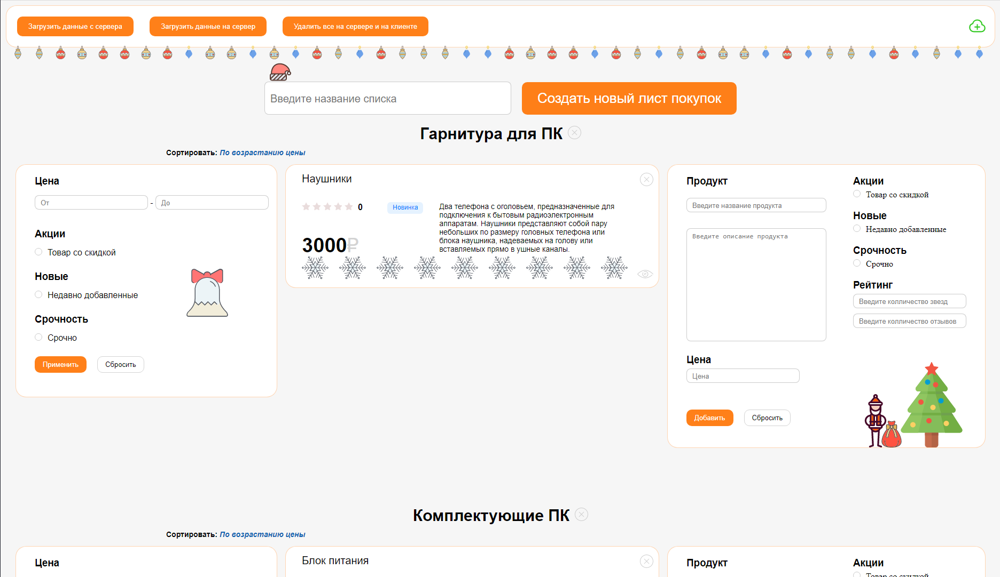 Загрузить данные с сервера
Загрузить данные на сервер
Удалить все на сервере и на клиенте
Введите название списка
Создать новый лист покупок
Гарнитура для ПК
Сортировать: По возрастанию цены
Цена
От - До
Акции
Товар со скидкой
Новые
Недавно добавленные
Срочность
Срочно
Применить
Сбросить
Наушники
0
Новинка
3000₽
Два телефона с оголовьем, предназначенные для
подключения к бытовым радиоэлектронным
аппаратам. Наушники представляют собой пару
небольших по размеру головных телефона или
блока наушника, надеваемых на голову или
вставляемых прямо в ушные каналы.
Продукт
Введите название продукта
Введите описание продукта
Цена
Цена
Добавить
Сбросить
Акции
Товар со скидкой
Новые
Недавно добавленные
Срочность
Срочно
Рейтинг
Введите колличество звезд
Введите колличество отзывов
Комплектующие ПК
Сортировать: По возрастанию цены
Цена
Блок питания
Продукт
Акции
Товар со скидкой